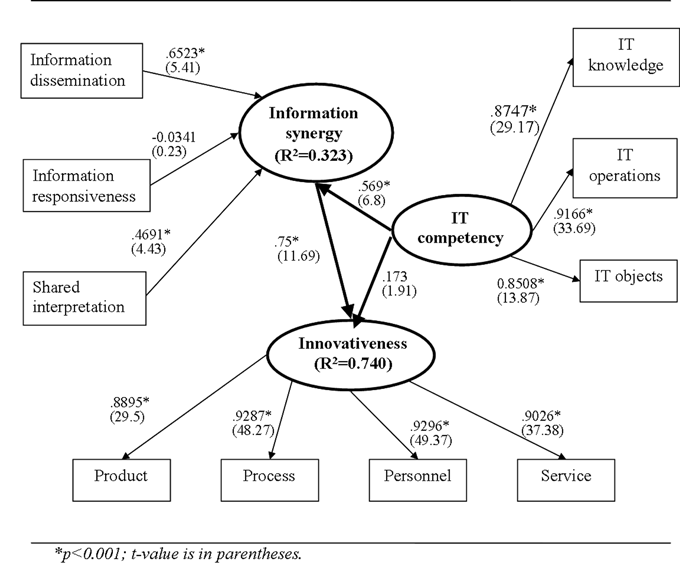 Information
dissemination
.6523*
(5.41)
Information
synergy
(R²=0.323)
IT
knowledge
.8747*
(29.17)
-0.0341
(0.23)
Information
responsiveness
IT
operations
.569*
(6.8)
.9166*
(33.69)
IT
competency
.4691*
(4.43)
.75*
(11.69)
.173
(1.91)
0.8508*
(13.87)
IT objects
Shared
interpretation
Innovativeness
(R²=0.740)
.8895*
(29.5)
.9287*
(48.27)
.9296*
(49.37)
.9026*
(37.38)
Product
Process
Personnel
Service
*p<0.001; t-value is in parentheses.